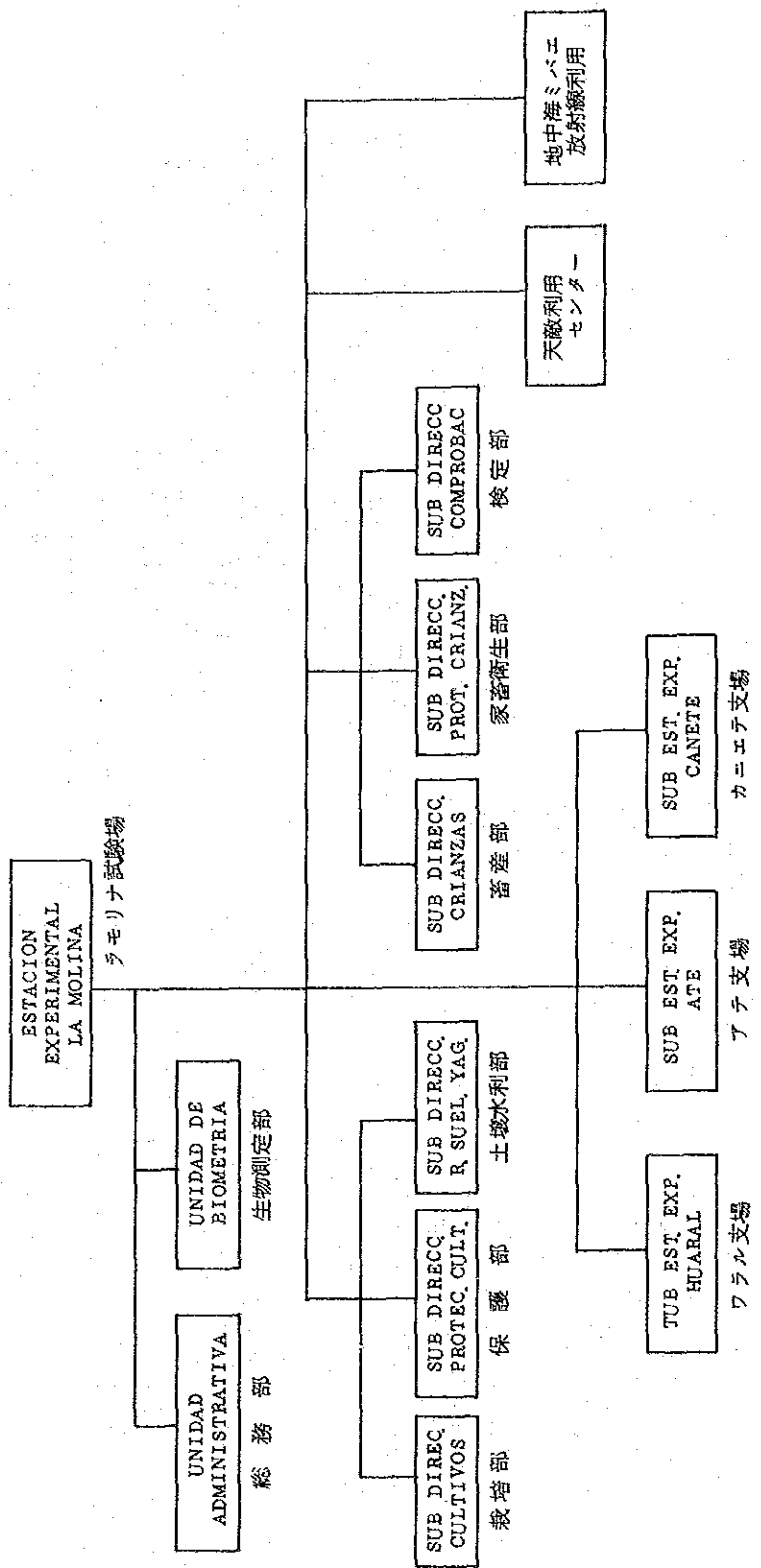 ESTACION
EXPERIMENTAL
LA MOLINA
ラモリナ試験場
UNIDAD
ADMINISTRATIVA
総務部
UNIDAD DE
BIOMETRIA
生物測定部
SUB DIREC.
CULTIVOS
栽培部
SUB DIRECC.
PROTEC. CULT.
保護部
SUB DIRECC.
R. SUEL, YAG.
土壌水利部
SUB DIRECC.
CRIANZAS
畜産部
SUB DIRECC.
PROT. CRIANZ.
家畜衛生部
SUB DIRECC
COMPROBAC
検定部
天敵利用
センター
地中海ミバエ
放射線利用
TUB EST. EXP.
HUARAL
ワラル支場
SUB EST. EXP.
ATE
アテ支場
SUB EST. EXP.
CANETE
カニエテ支場